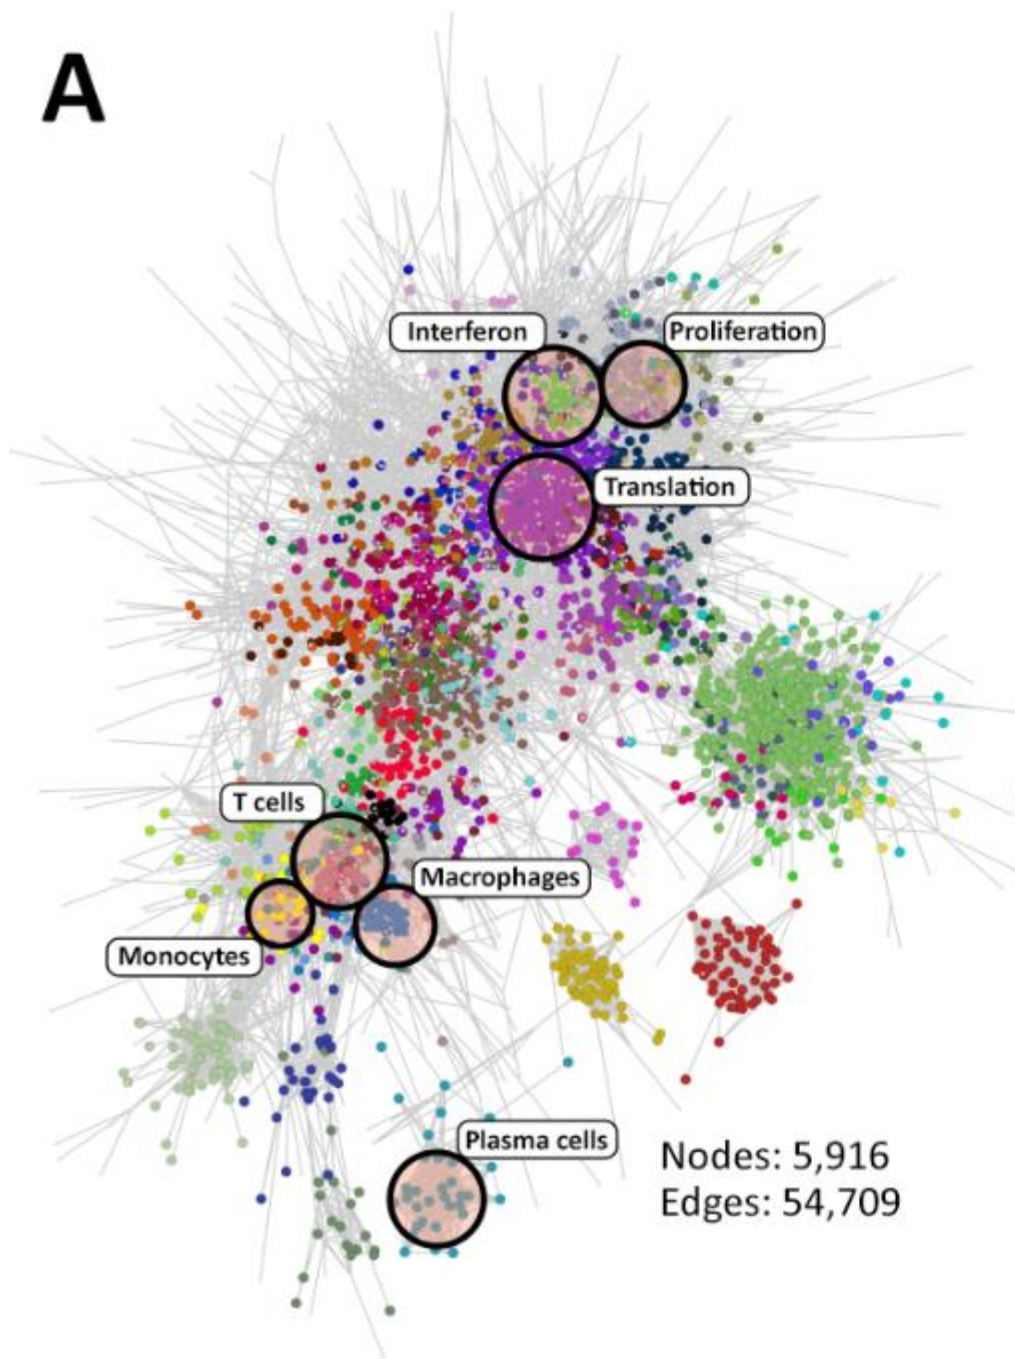 A
Interferon
Proliferation
Translation
T cells
Macrophages
Monocytes
Plasma cells
Nodes: 5,916
Edges: 54,709